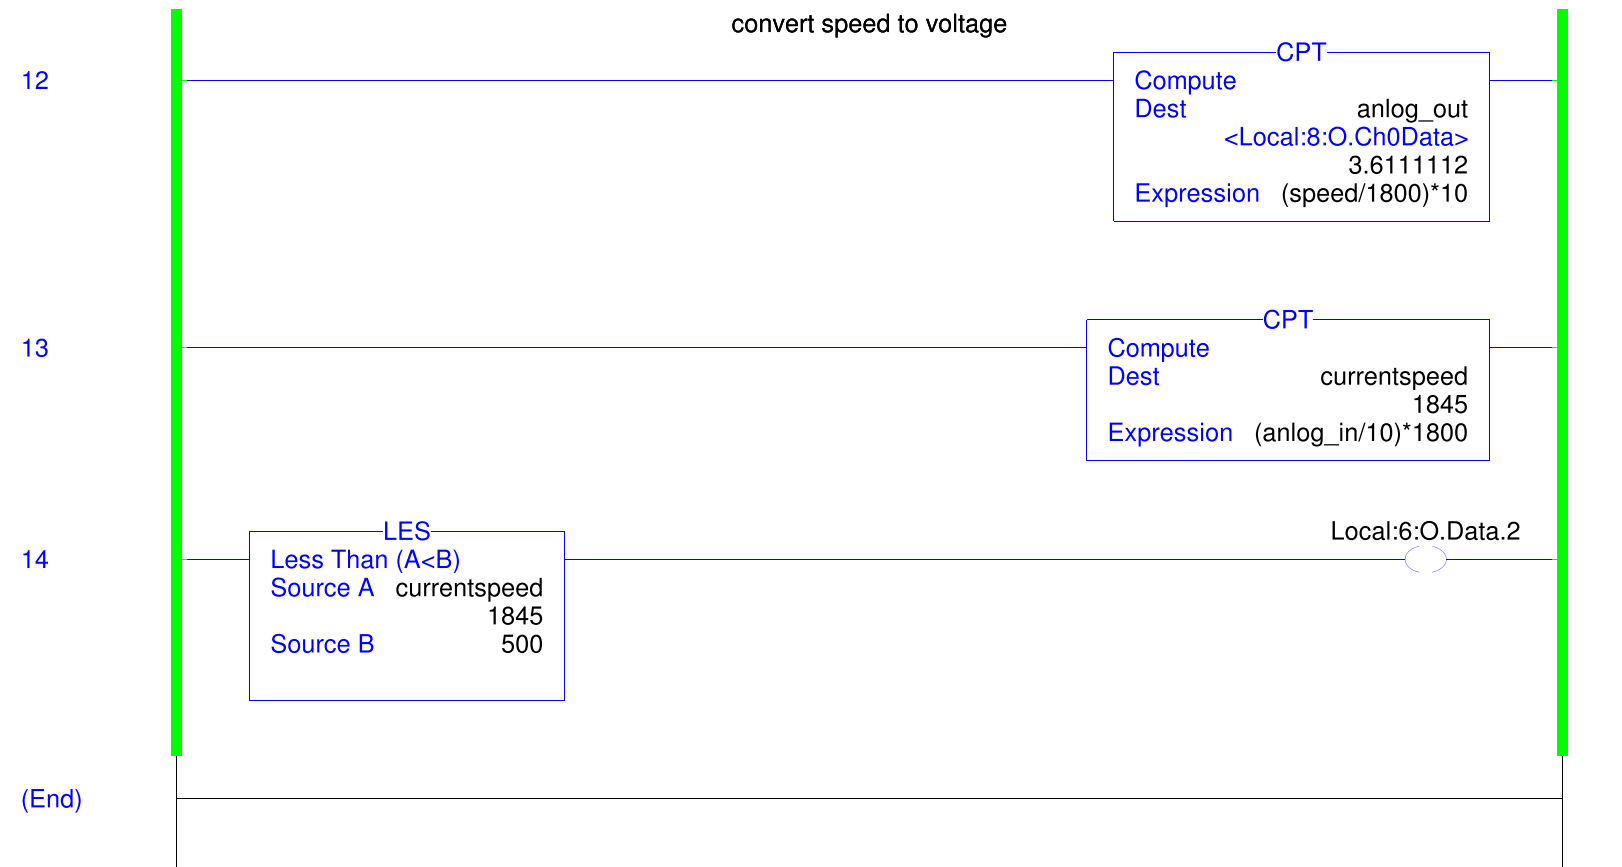 convert speed to voltage
12
CPT
Compute
Dest anlog_out
<Local:8:O.Ch0Data>
3.6111112
Expression (speed/1800)*10
13
CPT
Compute
Dest currentspeed
1845
Expression (anlog_in/10)*1800
14
LES
Less Than (A<B)
Source A currentspeed
1845
Source B 500
Local:6:O.Data.2
(End)